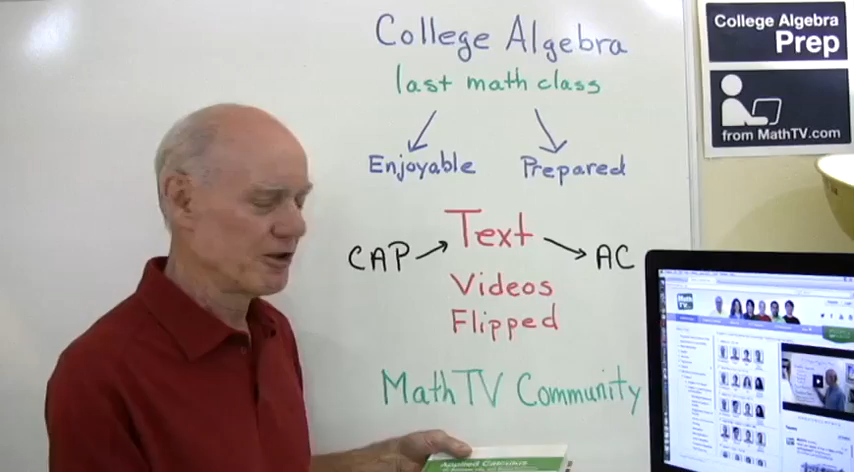 College Algebra
last math class
Enjoyable Prepared
CAP → Text → AC
Videos
Flipped
MathTV Community
College Algebra
Prep
from MathTV.com
Applied Calculus
Math